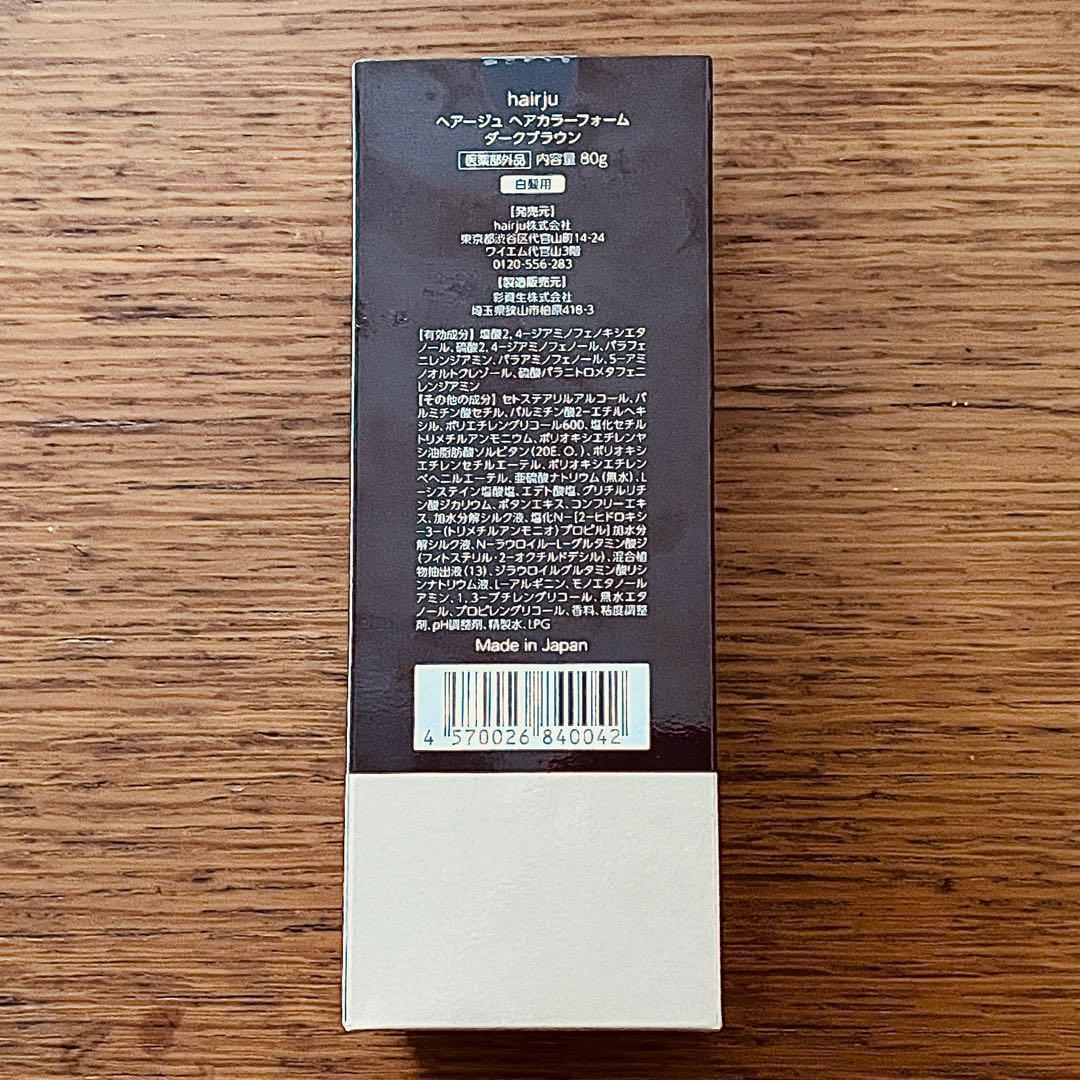 hairju
ヘアージュ ヘアカラーフォーム
ダークブラウン
医薬部外品 内容量 80g
白髪用
【発売元】
hairju株式会社
東京都渋谷区代官山町14-24
ワイエム代官山3階
0120-556-283
【製造販売元】
彩資生株式会社
埼玉県狭山市柏原418-3
【有効成分】塩酸2,4-ジアミノフェノキシエタ
ノール、硫酸2,4-ジアミノフェノール、パラフェ
ニレンジアミン、パラアミノフェノール、5-アミ
ノオルトクレゾール、硫酸パラニトロメタフェニ
レンジアミン
【その他の成分】セトステアリルアルコール、パ
ルミチン酸セチル、パルミチン酸2-エチルヘキ
シル、ポリエチレングリコール600、塩化セチル
トリメチルアンモニウム、ポリオキシエチレンヤ
シ油脂肪酸ソルビタン(20E.O.)、ポリオキシ
エチレンセチルエーテル、ポリオキシエチレン
ベヘニルエーテル、亜硫酸ナトリウム(無水)、L
-システイン塩酸塩、エデト酸塩、グリチルリチ
ン酸ジカリウム、ボタンエキス、コンフリーエキ
ス、加水分解シルク液、塩化N-[2-ヒドロキシ
-3-(トリメチルアンモニオ)プロピル]加水分
解シルク液、N-ラウロイル-L-グルタミン酸ジ
(フィトステリル・2-オクチルドデシル)、混合植
物抽出液(13)、ジラウロイルグルタミン酸リシ
ンナトリウム液、L-アルギニン、モノエタノール
アミン、1,3-ブチレングリコール、無水エタ
ノール、プロピレングリコール、香料、粘度調整
剤、pH調整剤、精製水、LPG
Made in Japan
4 570026 840042